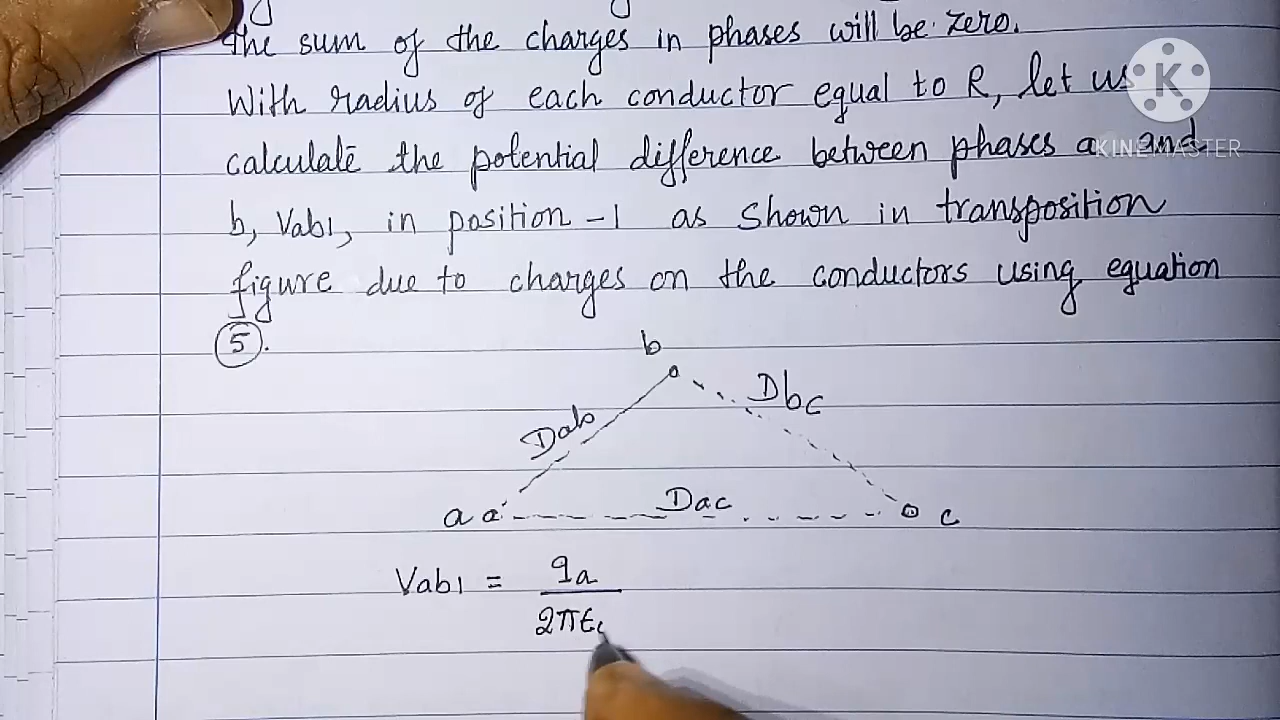 the sum of the charges in phases will be zero.
With radius of each conductor equal to R, let us
calculate the potential difference between phases a and
b, Vab1, in position -1 as shown in transposition
figure due to charges on the conductors using equation
5.
b
Dab
Dbc
a
Dac
c
Vab1 = qa
2πε
K
KINEMASTER